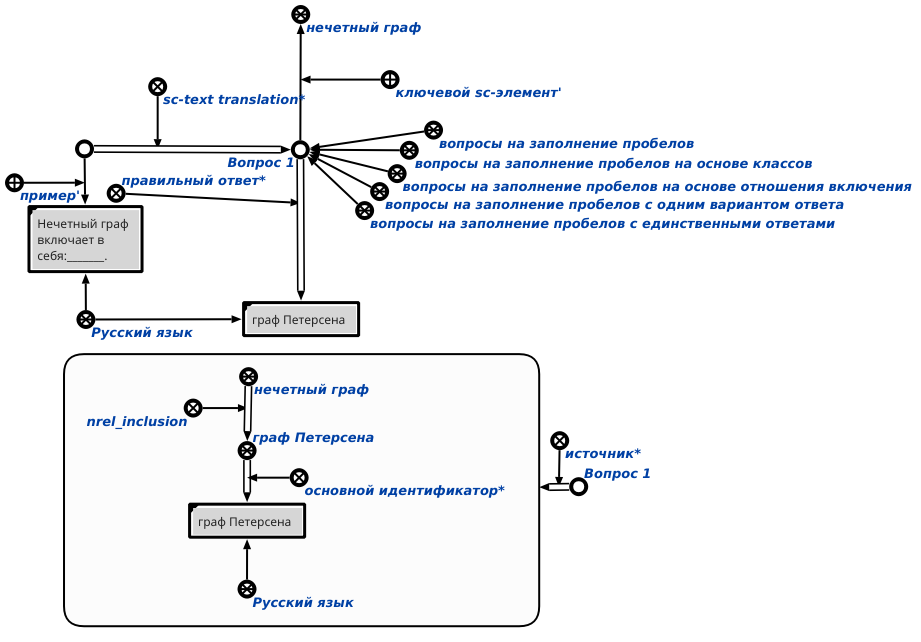 нечетный граф
ключевой sc-элемент'
sc-text translation*
вопросы на заполнение пробелов
Вопрос 1
вопросы на заполнение пробелов на основе классов
правильный ответ*
вопросы на заполнение пробелов на основе отношения включения
пример'
вопросы на заполнение пробелов с одним вариантом ответа
вопросы на заполнение пробелов с единственными ответами
Нечетный граф
включает в
себя:______.
граф Петерсена
Русский язык
нечетный граф
nrel_inclusion
граф Петерсена
источник*
Вопрос 1
основной идентификатор*
граф Петерсена
Русский язык